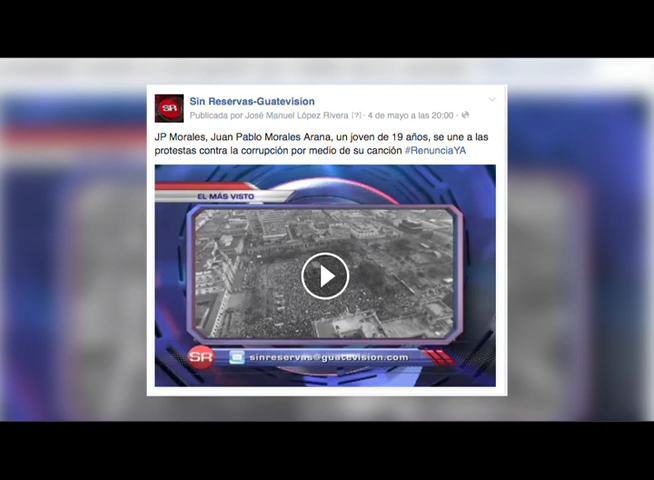 SR
Sin Reservas-Guatevision
Publicada por José Manuel López Rivera [?] · 4 de mayo a las 20:00 ·
JP Morales, Juan Pablo Morales Arana, un joven de 19 años, se une a las
protestas contra la corrupción por medio de su canción #RenunciaYA
EL MÁS VISTO
SR sinreservas@guatevision.com